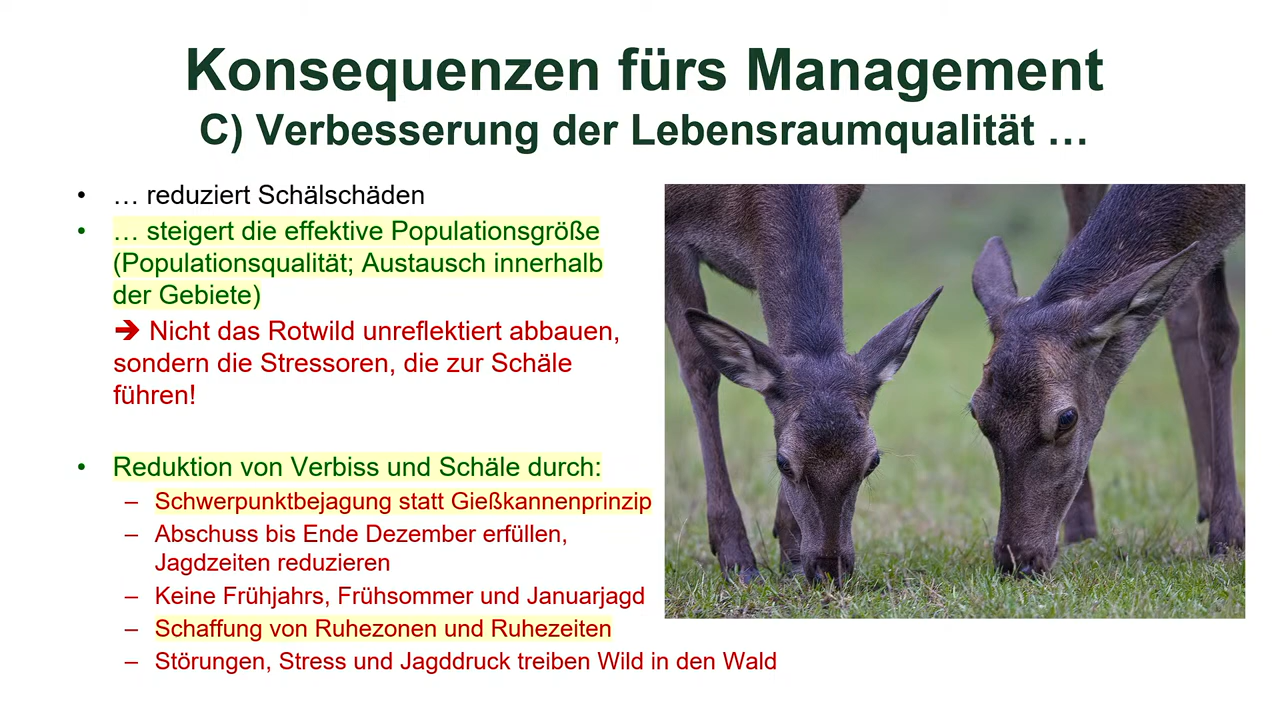 Konsequenzen fürs Management
C) Verbesserung der Lebensraumqualität …
• … reduziert Schälschäden
• … steigert die effektive Populationsgröße
(Populationsqualität; Austausch innerhalb
der Gebiete)
➔ Nicht das Rotwild unreflektiert abbauen,
sondern die Stressoren, die zur Schäle
führen!
• Reduktion von Verbiss und Schäle durch:
– Schwerpunktbejagung statt Gießkannenprinzip
– Abschuss bis Ende Dezember erfüllen,
Jagdzeiten reduzieren
– Keine Frühjahrs, Frühsommer und Januarjagd
– Schaffung von Ruhezonen und Ruhezeiten
– Störungen, Stress und Jagddruck treiben Wild in den Wald